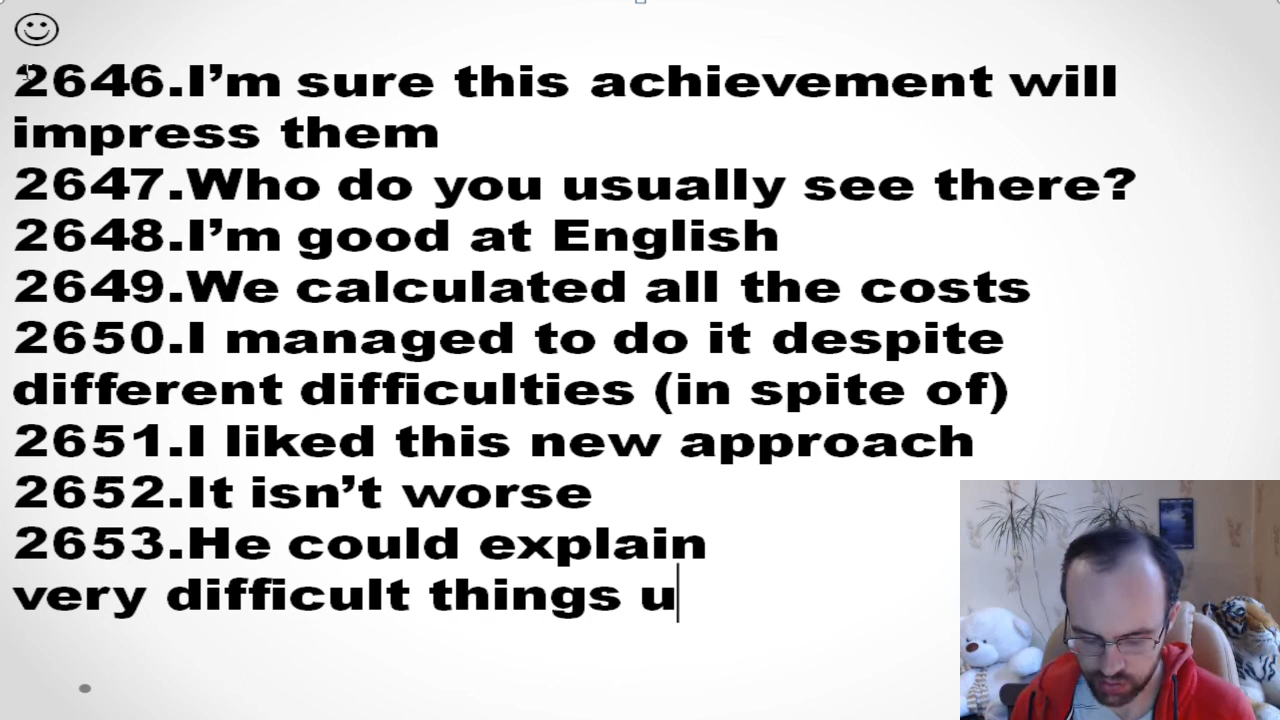 2646.I’m sure this achievement will
impress them
2647.Who do you usually see there?
2648.I’m good at English
2649.We calculated all the costs
2650.I managed to do it despite
different difficulties (in spite of)
2651.I liked this new approach
2652.It isn’t worse
2653.He could explain
very difficult things u